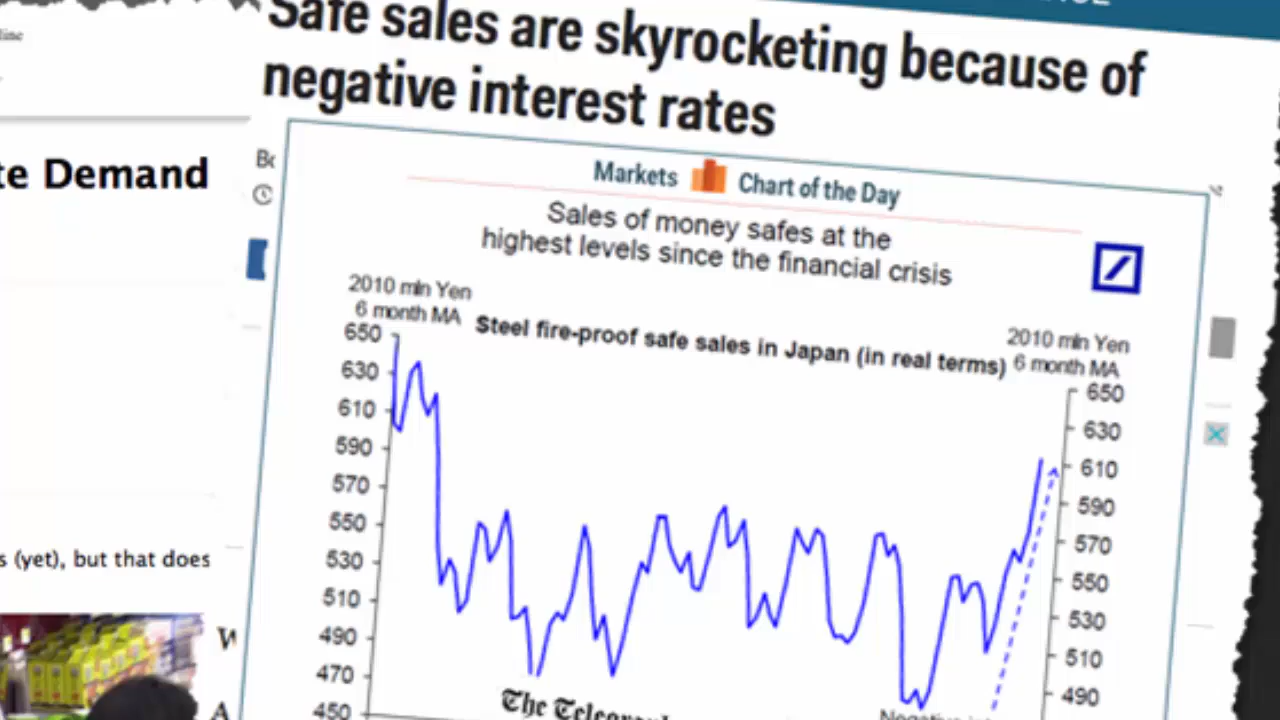 Safe sales are skyrocketing because of
negative interest rates
te Demand
Markets Chart of the Day
Sales of money safes at the
highest levels since the financial crisis
2010 mln Yen
6 month MA
Steel fire-proof safe sales in Japan (in real terms)
2010 mln Yen
6 month MA
650
630
610
590
570
550
530
510
490
470
450
650
630
610
590
570
550
530
510
490
s (yet), but that does
W
A
The Telegraph
Negative